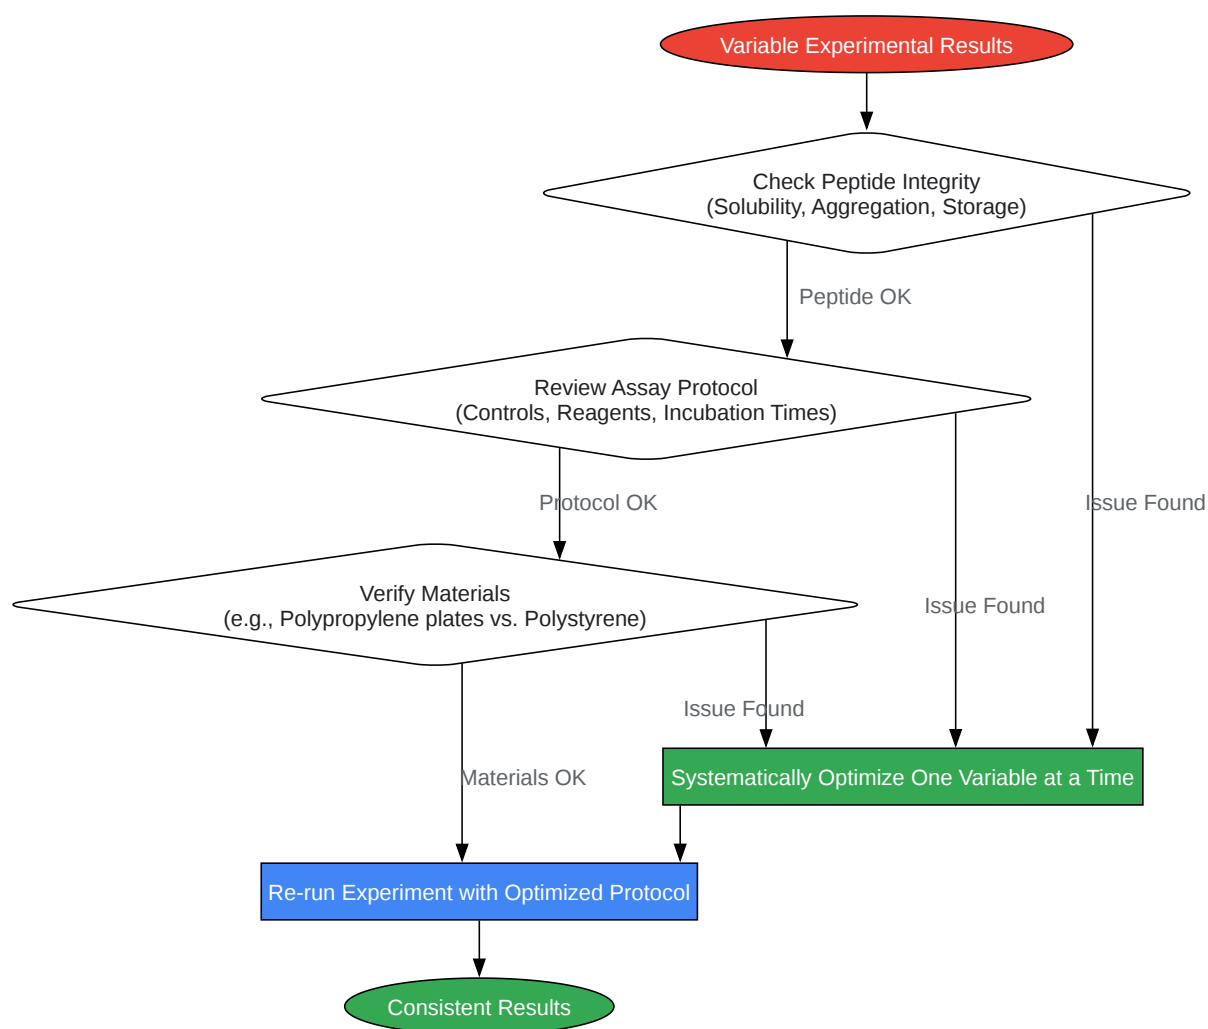 Variable Experimental Results
Check Peptide Integrity
(Solubility, Aggregation, Storage)
Peptide OK
Review Assay Protocol
(Controls, Reagents, Incubation Times)
Protocol OK
Issue Found
Verify Materials
(e.g., Polypropylene plates vs. Polystyrene)
Issue Found
Issue Found
Materials OK
Systematically Optimize One Variable at a Time
Re-run Experiment with Optimized Protocol
Consistent Results